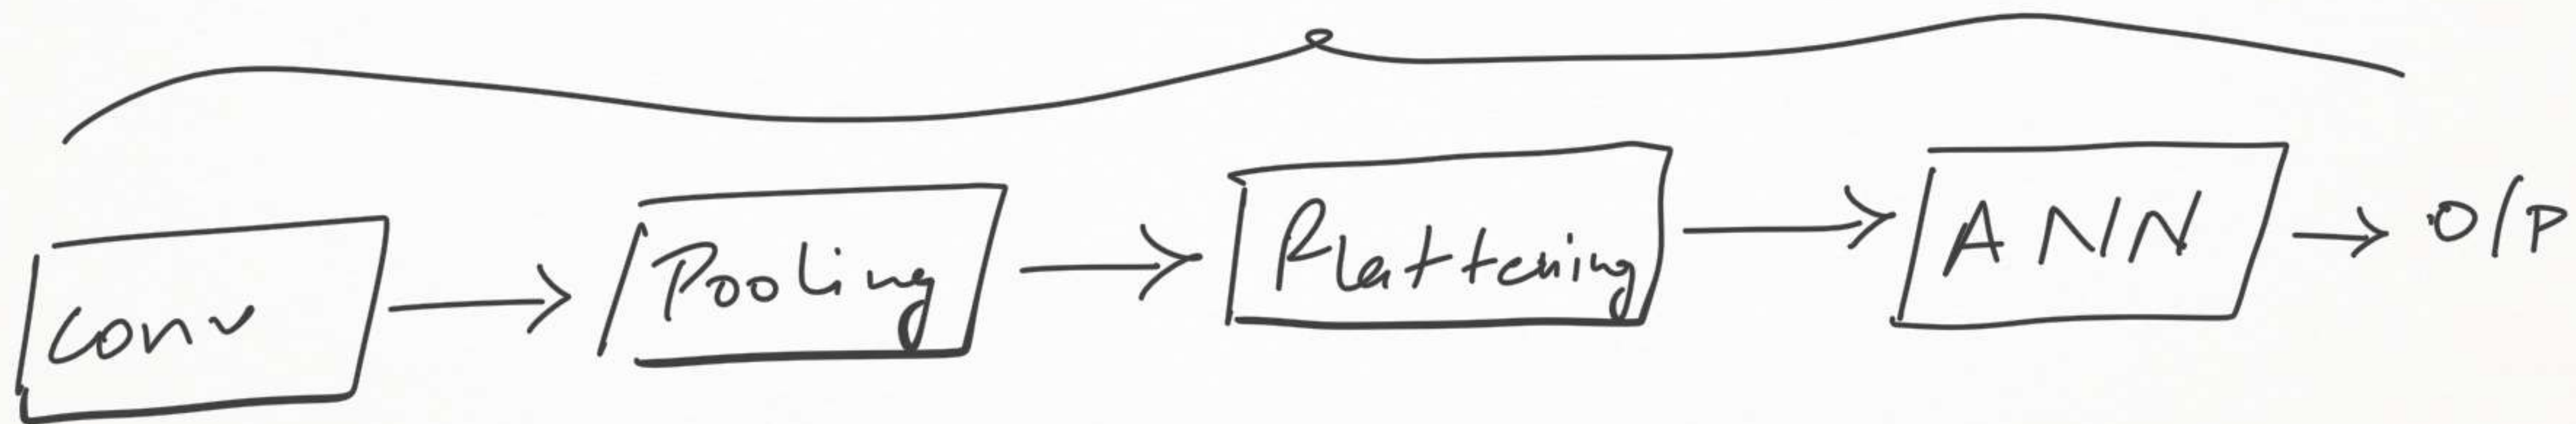 Conv → Pooling → Flattening → ANN → O/P